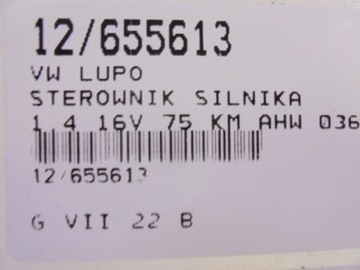 12/655613
VW LUPO
STEROWNIK SILNIKA
1 4 16V 75 KM AHW 036
12/655613
G VII 22 B